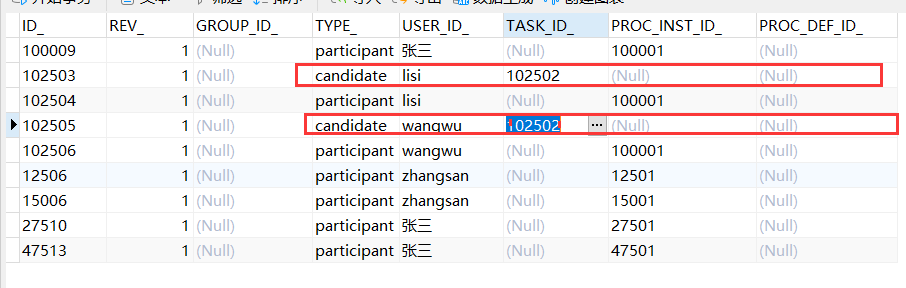 ID_ REV_ GROUP_ID_ TYPE_ USER_ID_ TASK_ID_ PROC_INST_ID_ PROC_DEF_ID_
100009 1 (Null) participant 张三 (Null) 100001 (Null)
102503 1 (Null) candidate lisi 102502 (Null) (Null)
102504 1 (Null) participant lisi (Null) 100001 (Null)
102505 1 (Null) candidate wangwu 102502 ... (Null) (Null)
102506 1 (Null) participant wangwu (Null) 100001 (Null)
12506 1 (Null) participant zhangsan (Null) 12501 (Null)
15006 1 (Null) participant zhangsan (Null) 15001 (Null)
27510 1 (Null) participant 张三 (Null) 27501 (Null)
47513 1 (Null) participant 张三 (Null) 47501 (Null)